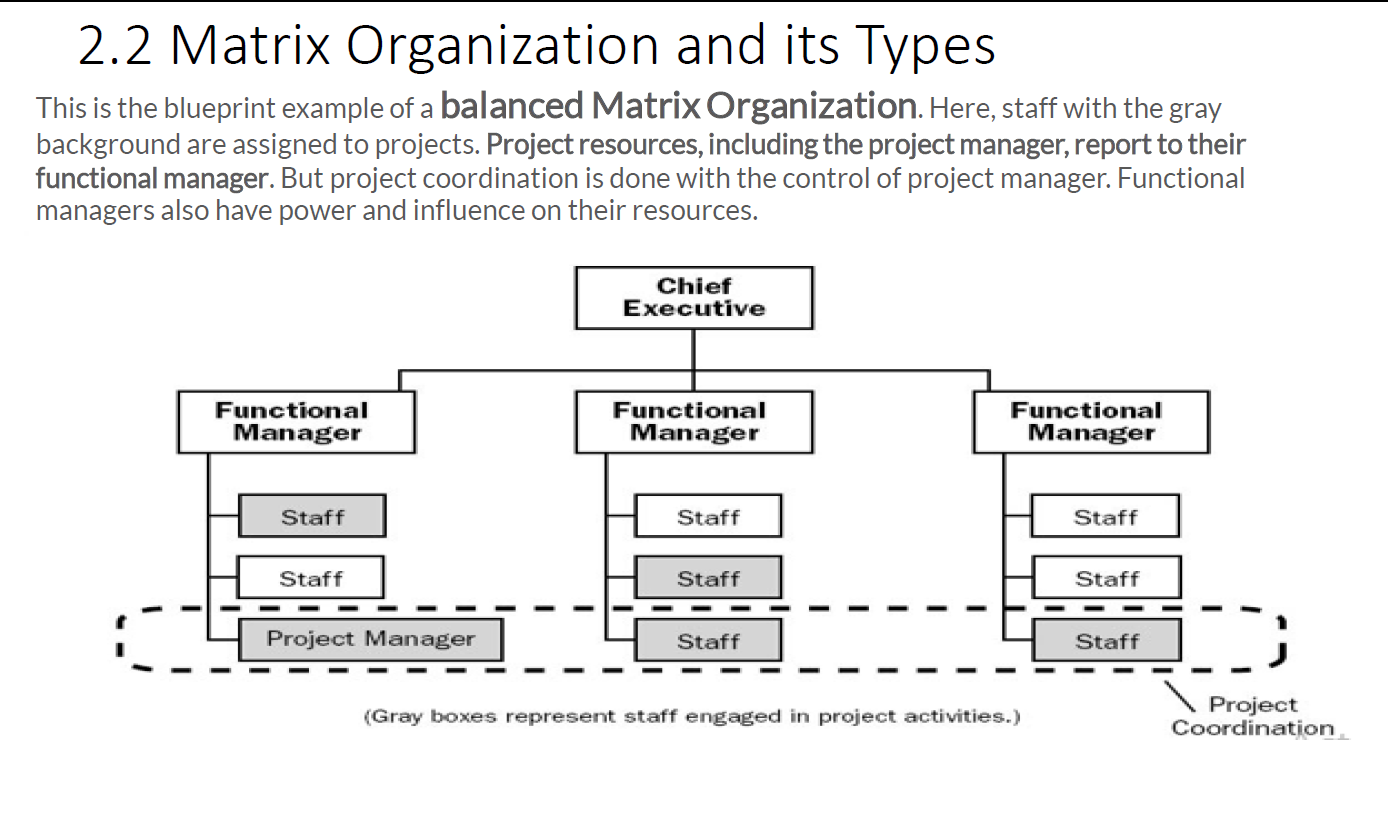 2.2 Matrix Organization and its Types
This is the blueprint example of a balanced Matrix Organization. Here, staff with the gray
background are assigned to projects. Project resources, including the project manager, report to their
functional manager. But project coordination is done with the control of project manager. Functional
managers also have power and influence on their resources.
Chief
Executive
Functional
Manager
Functional
Manager
Functional
Manager
Staff
Staff
Staff
Staff
Staff
Staff
Project Manager
Staff
Staff
(Gray boxes represent staff engaged in project activities.)
Project
Coordination